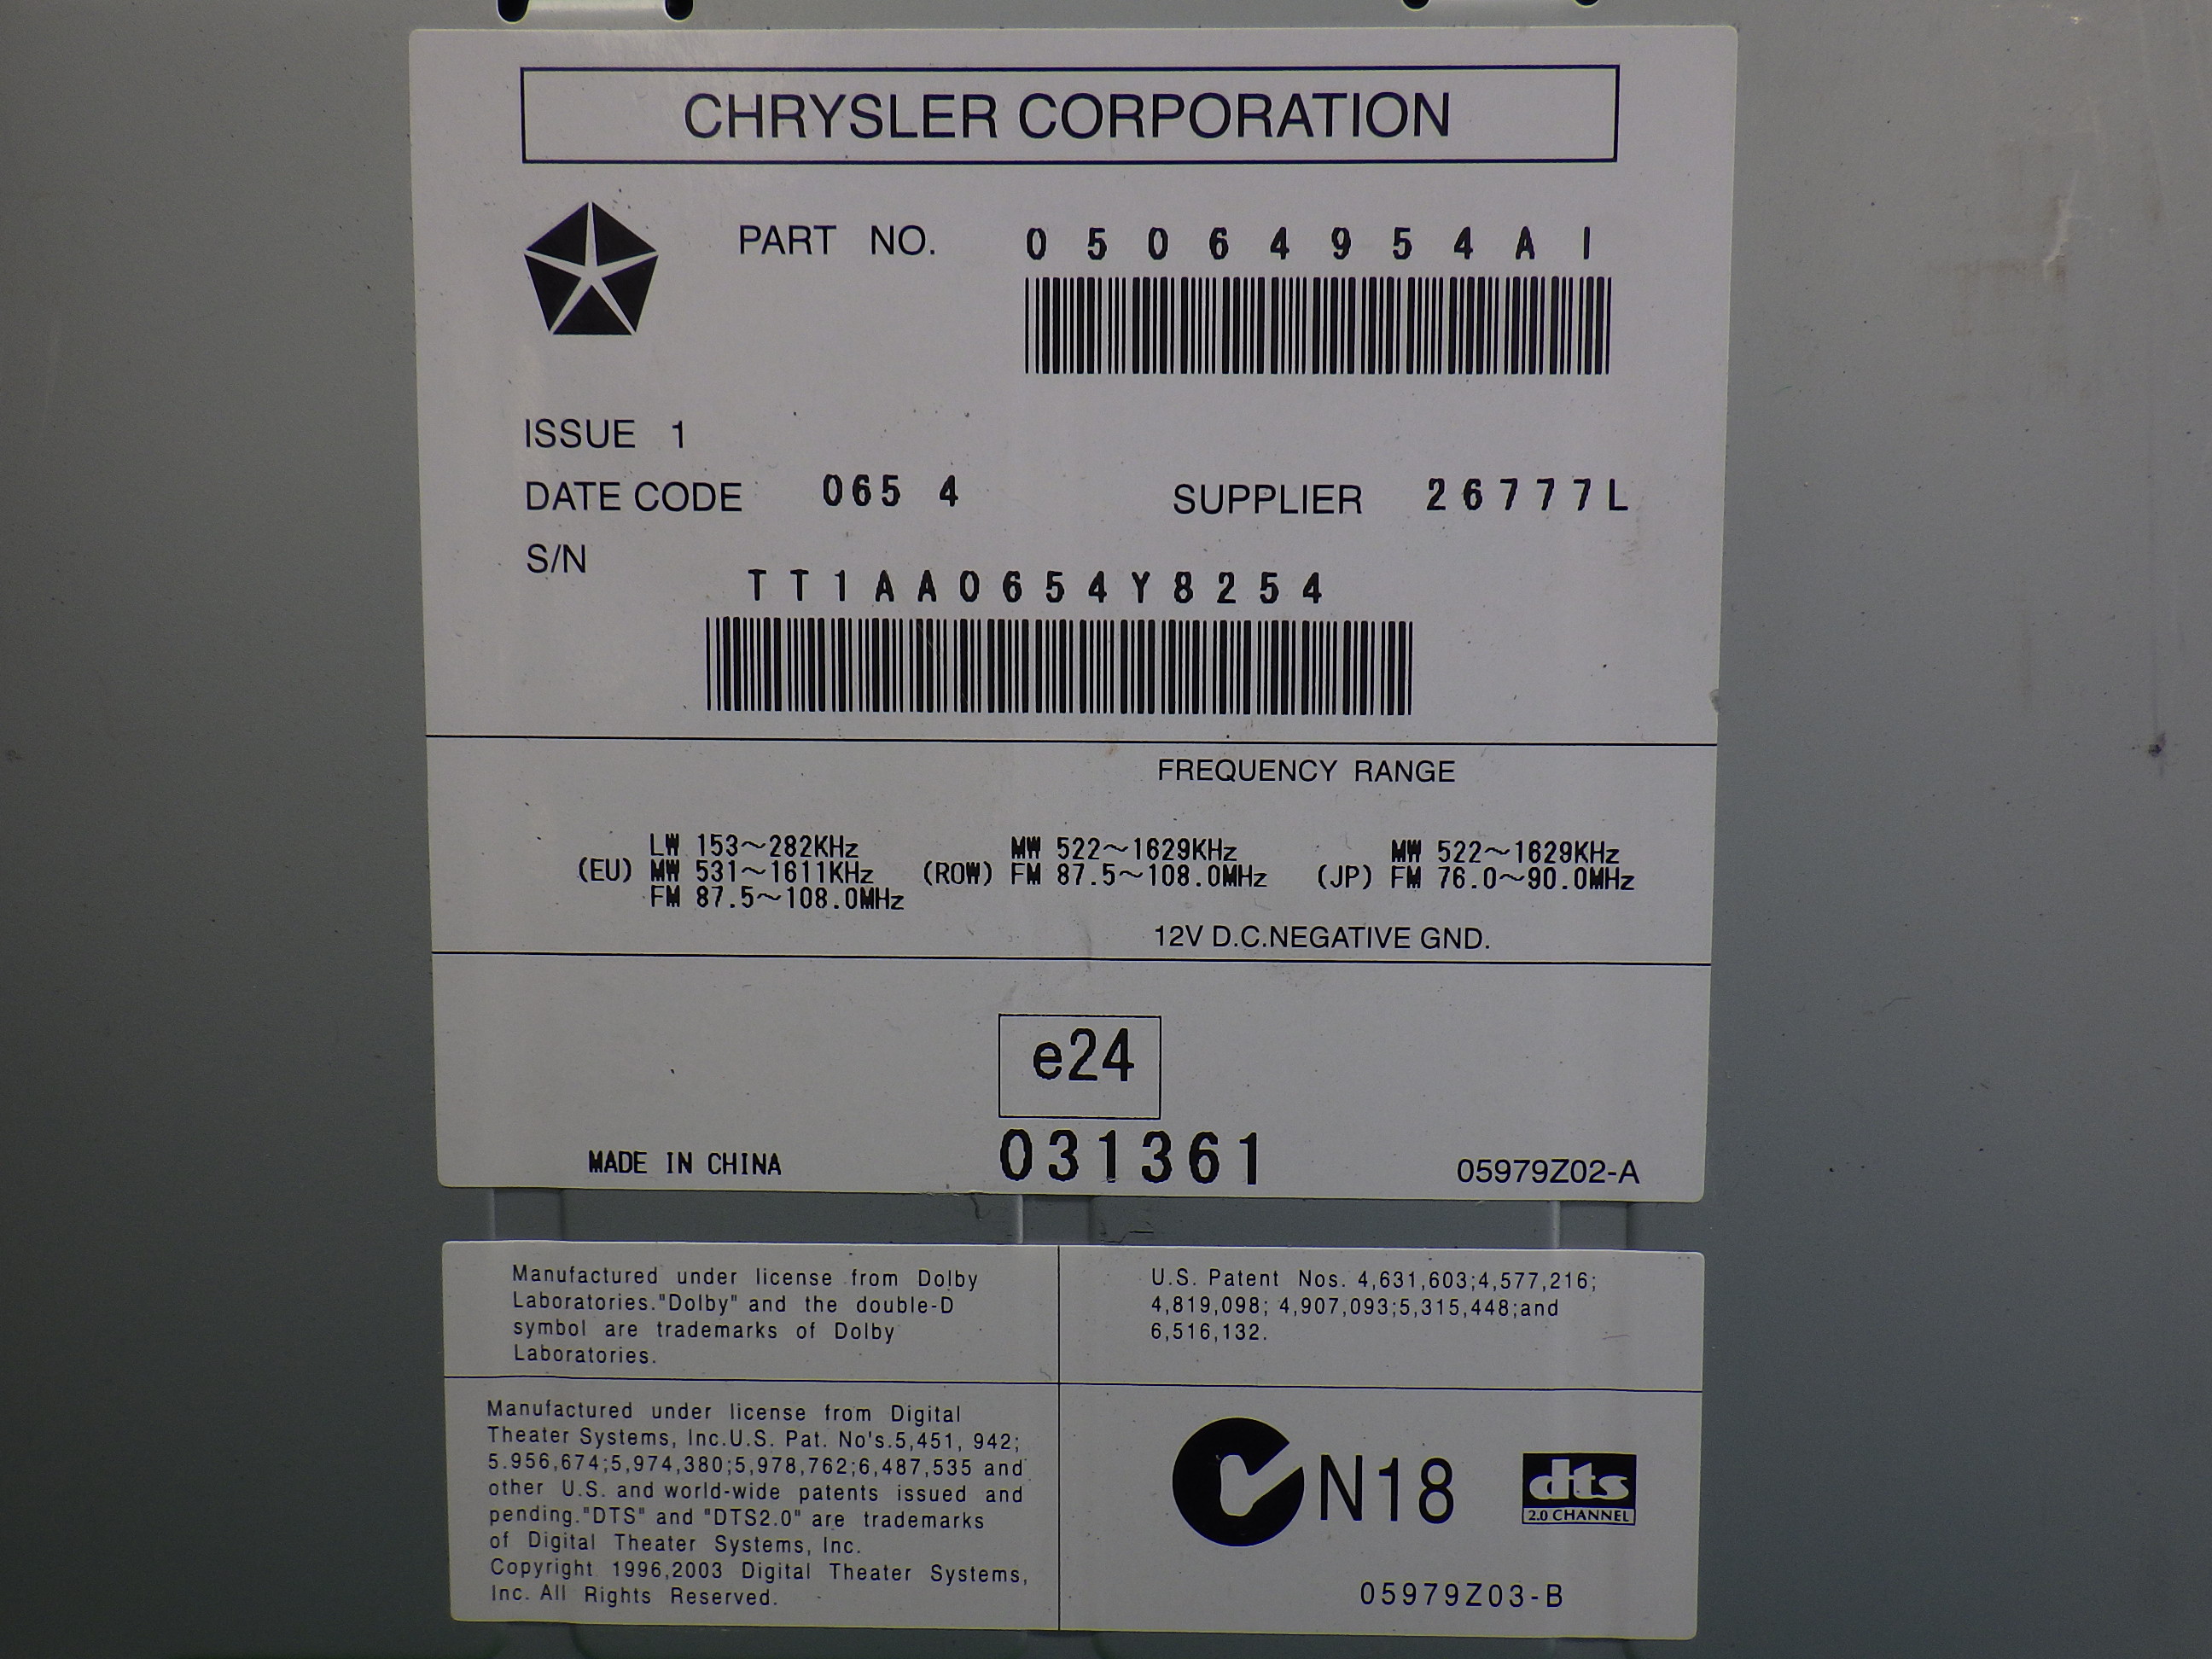 CHRYSLER CORPORATION
PART NO. 05064954AI
ISSUE 1
DATE CODE 065 4 SUPPLIER 26777L
S/N
TT1AA0654Y8254
FREQUENCY RANGE
(EU) LW 153~282KHz
MW 531~1611KHz
FM 87.5~108.0MHz
(ROW) MW 522~1629KHz
FM 87.5~108.0MHz
(JP) MW 522~1629KHz
FM 76.0~90.0MHz
12V D.C.NEGATIVE GND.
e24
MADE IN CHINA 031361 05979Z02-A
Manufactured under license from Dolby
Laboratories."Dolby" and the double-D
symbol are trademarks of Dolby
Laboratories.
U.S. Patent Nos. 4,631,603;4,577,216;
4,819,098; 4,907,093;5,315,448;and
6,516,132.
Manufactured under license from Digital
Theater Systems, Inc.U.S. Pat. No's.5,451, 942;
5.956,674;5,974,380;5,978,762;6,487,535 and
other U.S. and world-wide patents issued and
pending."DTS" and "DTS2.0" are trademarks
of Digital Theater Systems, Inc.
Copyright 1996,2003 Digital Theater Systems,
Inc. All Rights Reserved.
N18
dts
2.0 CHANNEL
05979Z03-B